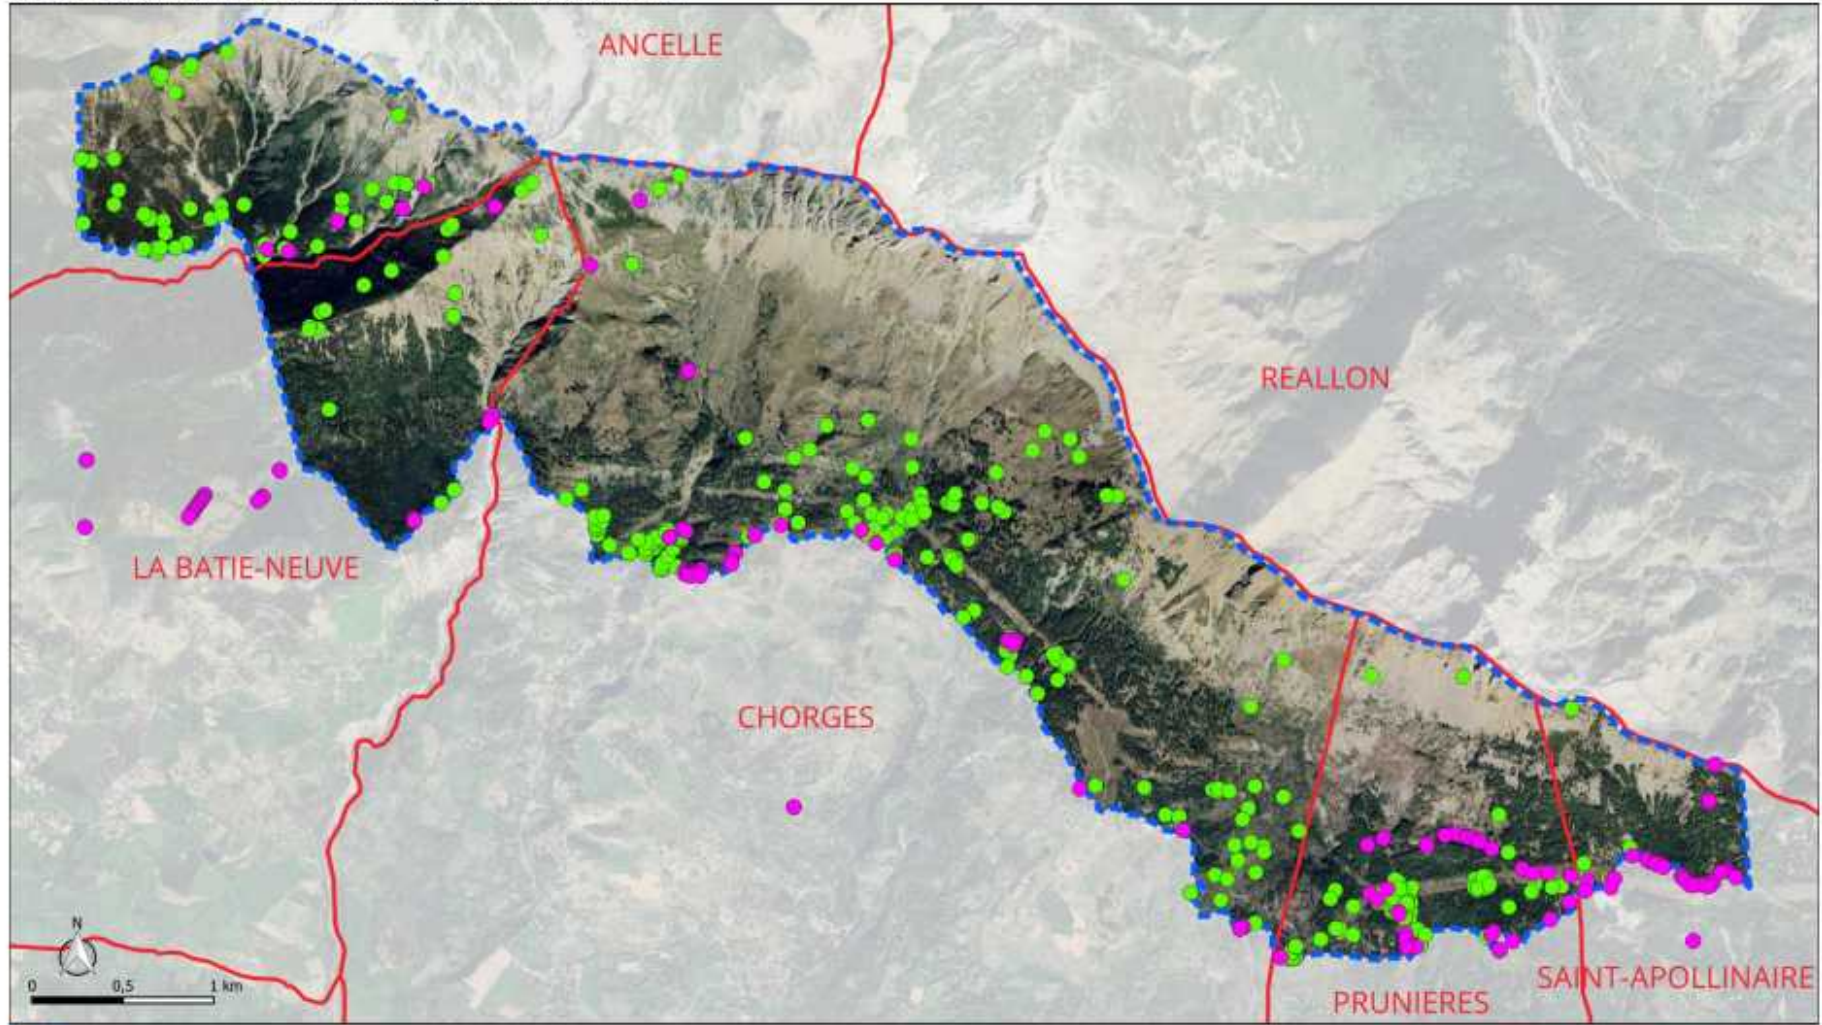 ANCELLE
REALLON
LA BATIE-NEUVE
CHORGES
N
0 0,5 1 km
SAINT-APOLLINAIRE
PRUNIERES